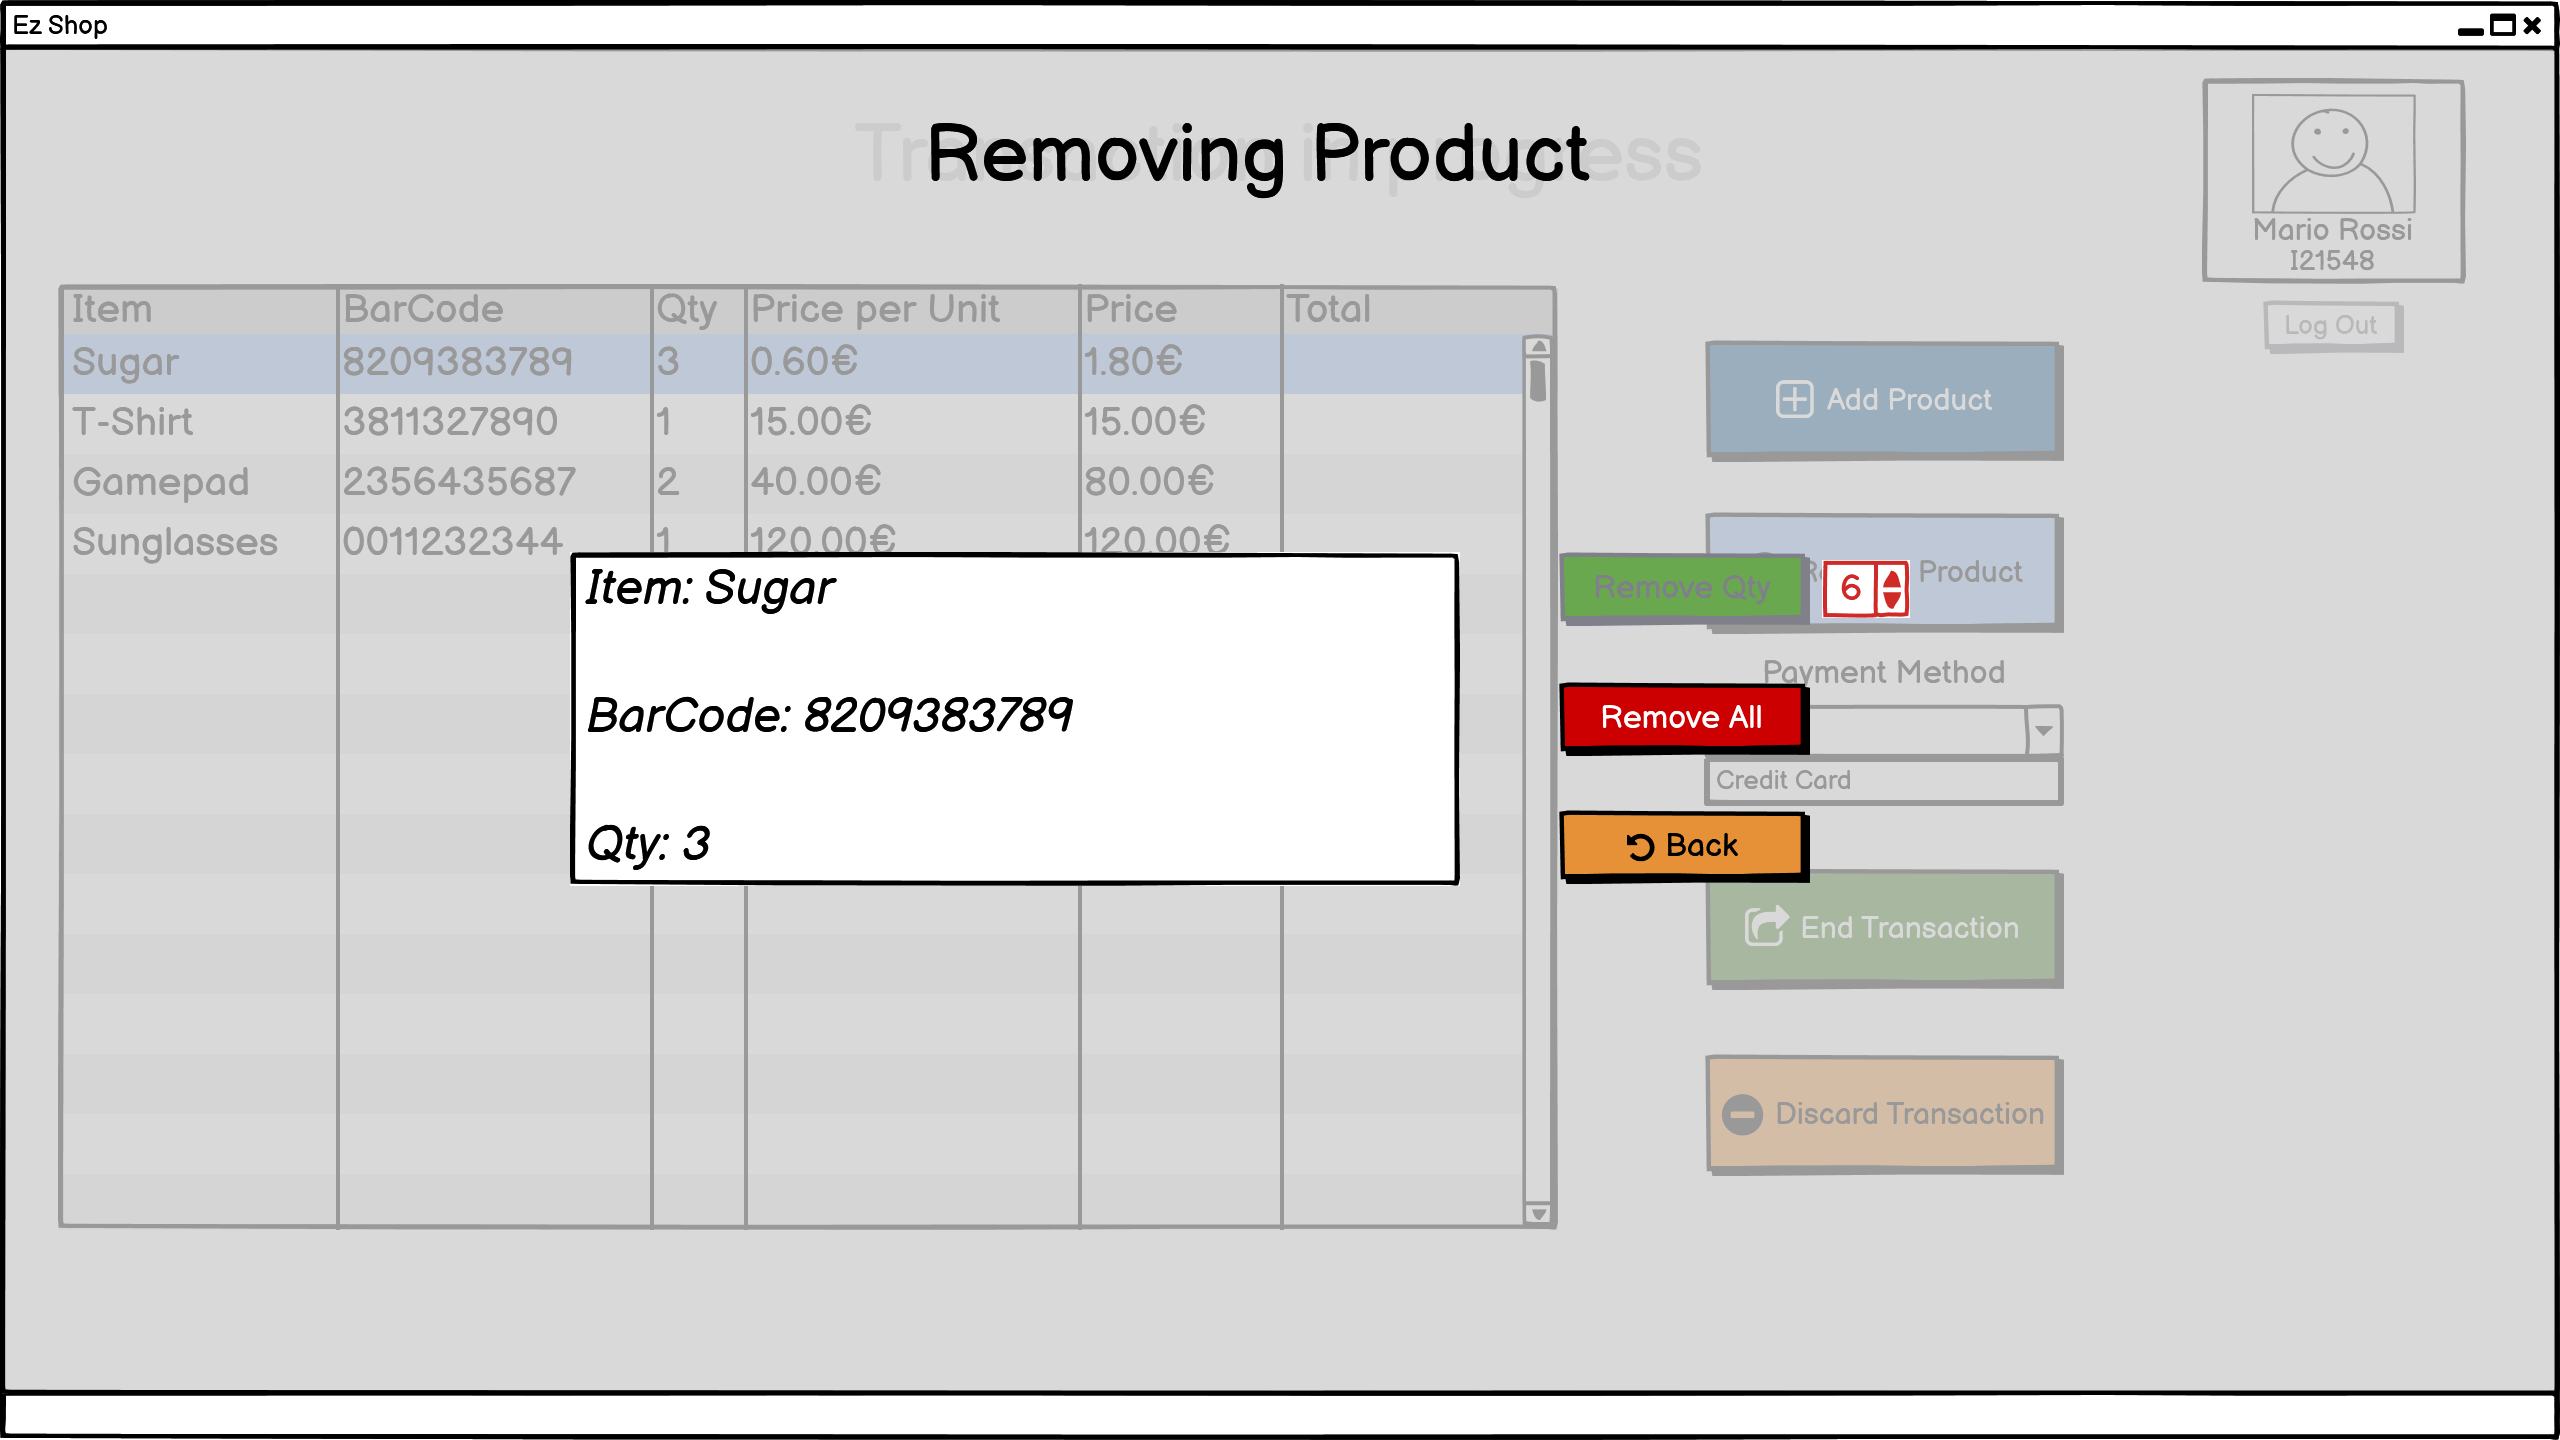 Ez Shop
Removing Product
Transaction in progress
Mario Rossi
I21548
Log Out
Item BarCode Qty Price per Unit Price Total
Sugar 8209383789 3 0.60€ 1.80€
T-Shirt 3811327890 1 15.00€ 15.00€
Gamepad 2356435687 2 40.00€ 80.00€
Sunglasses 0011232344 1 120.00€ 120.00€
Add Product
Product
Item: Sugar
BarCode: 8209383789
Qty: 3
Remove Qty 6
Remove All
Back
Payment Method
Credit Card
End Transaction
Discard Transaction